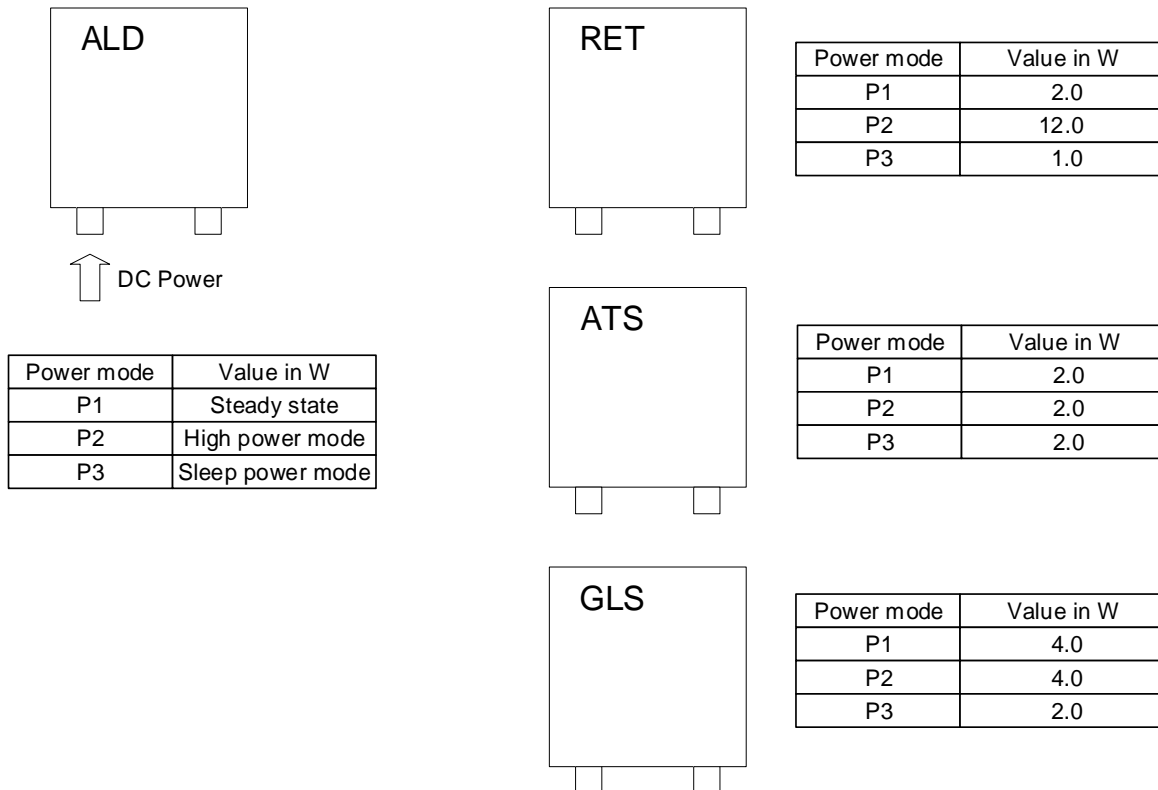 ALD
DC Power
Power mode Value in W
P1 Steady state
P2 High power mode
P3 Sleep power mode
RET
Power mode Value in W
P1 2.0
P2 12.0
P3 1.0
ATS
Power mode Value in W
P1 2.0
P2 2.0
P3 2.0
GLS
Power mode Value in W
P1 4.0
P2 4.0
P3 2.0